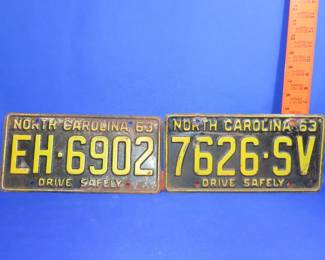 NORTH CAROLINA 63
EH·6902
DRIVE SAFELY
NORTH CAROLINA 63
7626·SV
DRIVE SAFELY